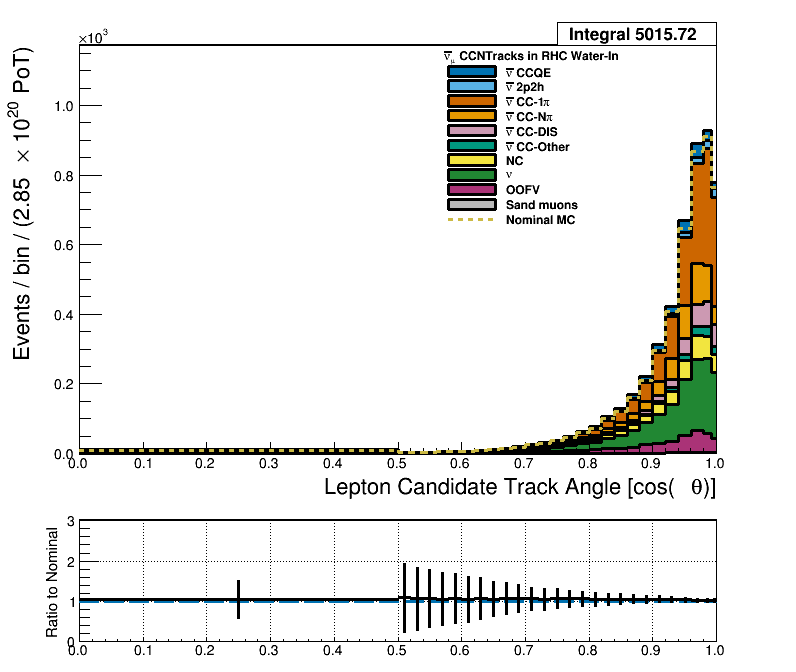 Integral 5015.72
×10³
ν̅_μ CCNTracks in RHC Water-In
ν̅ CCQE
ν̅ 2p2h
ν̅ CC-1π
ν̅ CC-Nπ
ν̅ CC-DIS
ν̅ CC-Other
NC
ν
OOFV
Sand muons
Nominal MC
Events / bin / (2.85 × 10²⁰ PoT)
1.0
0.8
0.6
0.4
0.2
0.0
0.0 0.1 0.2 0.3 0.4 0.5 0.6 0.7 0.8 0.9 1.0
Lepton Candidate Track Angle [cos( θ)]
Ratio to Nominal
3
2
1
0
0.0 0.1 0.2 0.3 0.4 0.5 0.6 0.7 0.8 0.9 1.0